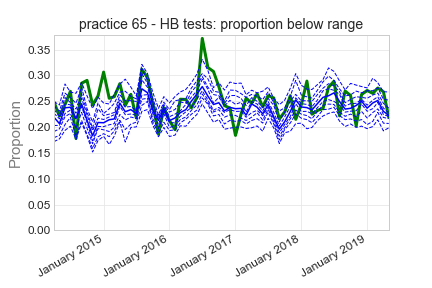 practice 65 - HB tests: proportion below range
Proportion
0.35
0.30
0.25
0.20
0.15
0.10
0.05
0.00
January 2015
January 2016
January 2017
January 2018
January 2019